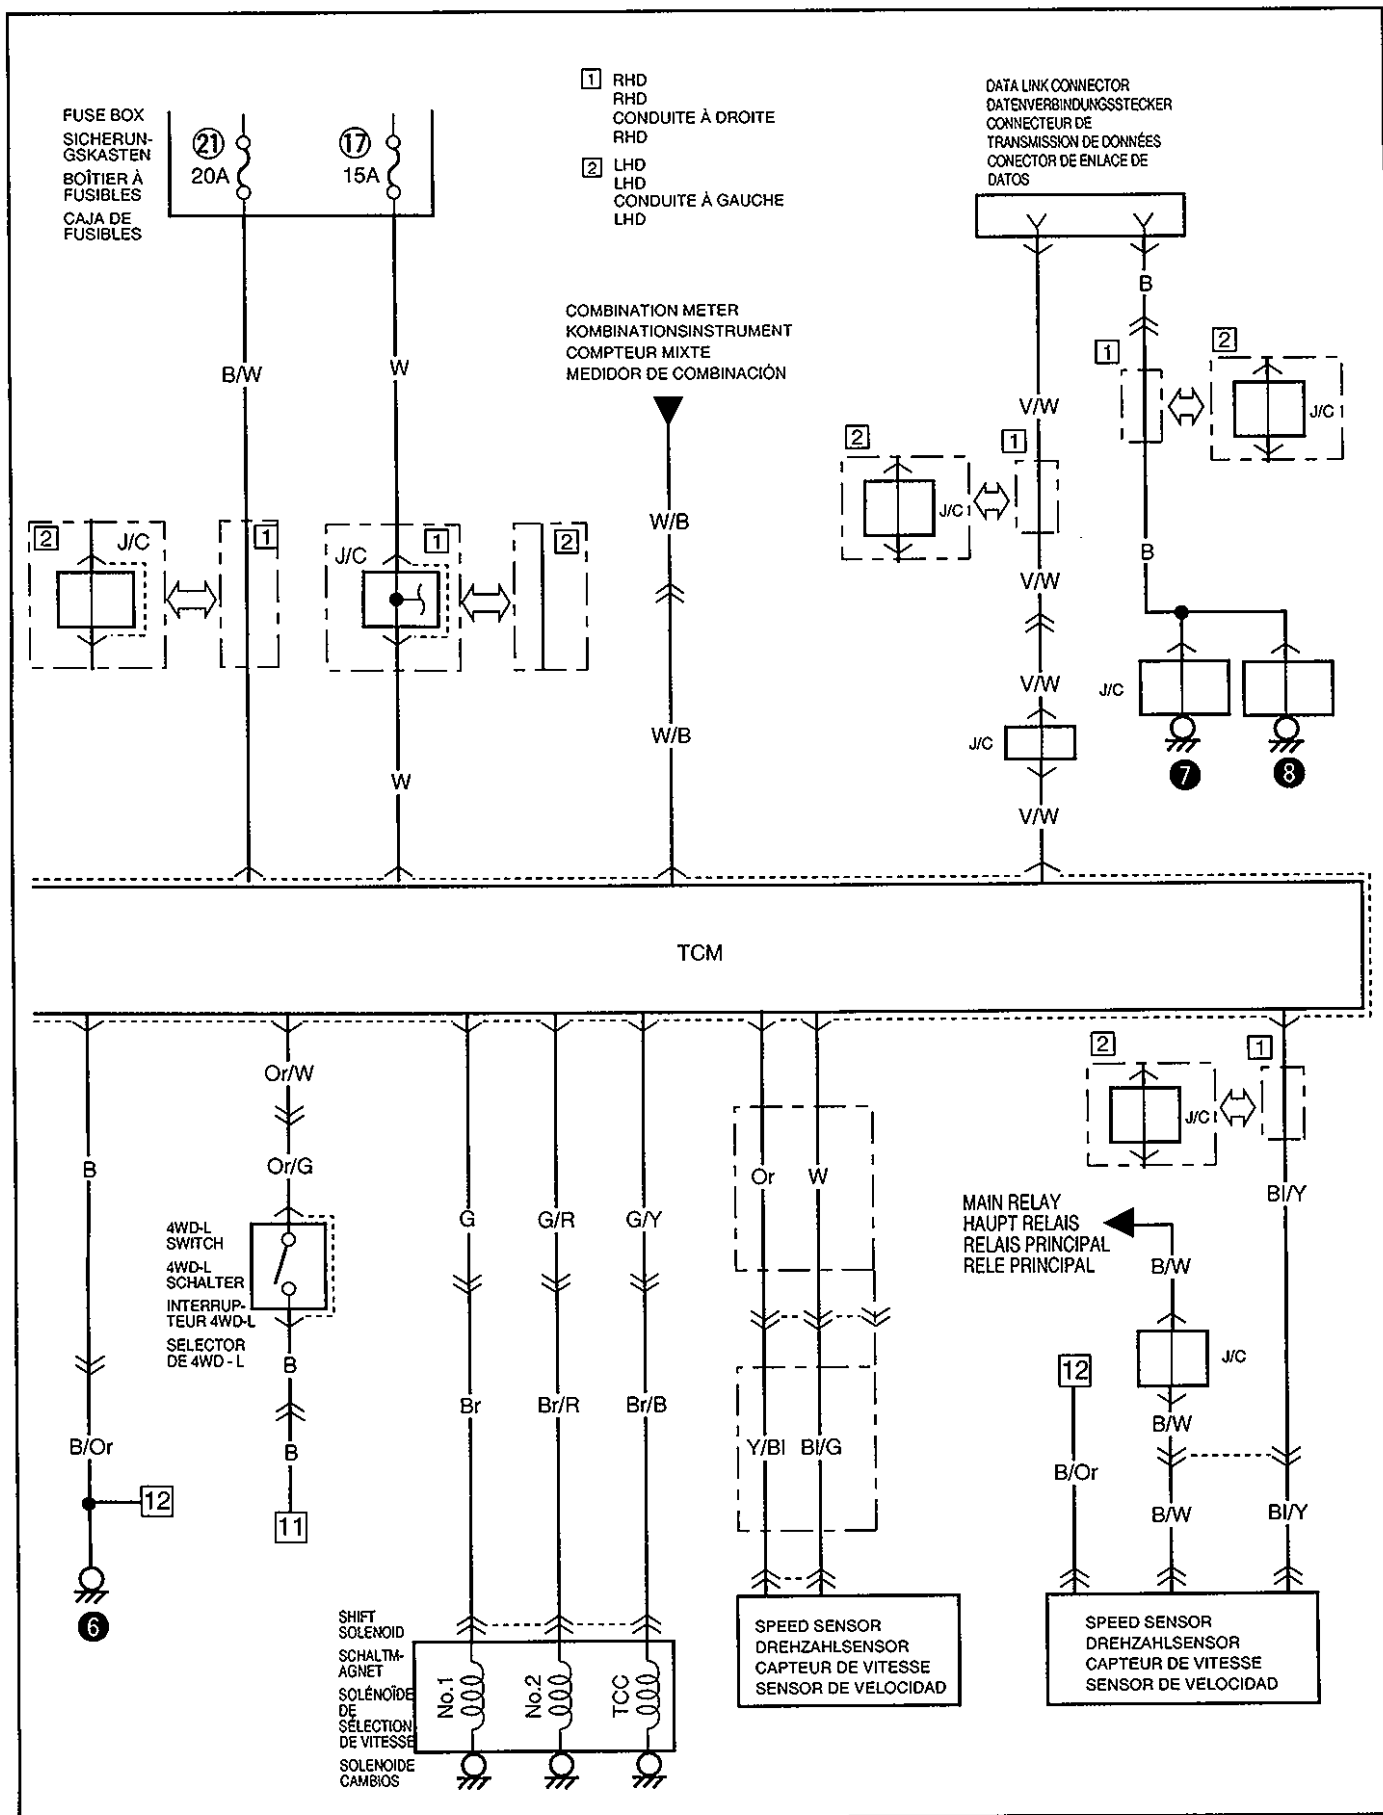 FUSE BOX
SICHERUN-
GSKASTEN
BOÎTIER À
FUSIBLES
CAJA DE
FUSIBLES
21
20A
17
15A
1 RHD
RHD
CONDUITE À DROITE
RHD
2 LHD
LHD
CONDUITE À GAUCHE
LHD
DATA LINK CONNECTOR
DATENVERBINDUNGSSTECKER
CONNECTEUR DE
TRANSMISSION DE DONNÉES
CONECTOR DE ENLACE DE
DATOS
COMBINATION METER
KOMBINATIONSINSTRUMENT
COMPTEUR MIXTE
MEDIDOR DE COMBINACIÓN
B/W
W
B
1
2
J/C
V/W
2
J/C
1
2
J/C
1
J/C
1
2
W/B
V/W
B
V/W
J/C
W/B
J/C
7
8
W
V/W
TCM
Or/W
2
J/C
1
B
Or/G
Or
W
Bl/Y
G
G/R
G/Y
4WD-L
SWITCH
4WD-L
SCHALTER
INTERRUP-
TEUR 4WD-L
SELECTOR
DE 4WD - L
MAIN RELAY
HAUPT RELAIS
RELAIS PRINCIPAL
RELE PRINCIPAL
B/W
J/C
B
12
Br
Br/R
Br/B
B/W
B/Or
B
Y/Bl
Bl/G
B/Or
12
11
B/W
Bl/Y
6
SHIFT
SOLENOID
SCHALTM-
AGNET
SOLÉNOÏDE
DE
SÉLECTION
DE VITESSE
SOLENOIDE
CAMBIOS
No.1
No.2
TCC
SPEED SENSOR
DREHZAHLSENSOR
CAPTEUR DE VITESSE
SENSOR DE VELOCIDAD
SPEED SENSOR
DREHZAHLSENSOR
CAPTEUR DE VITESSE
SENSOR DE VELOCIDAD